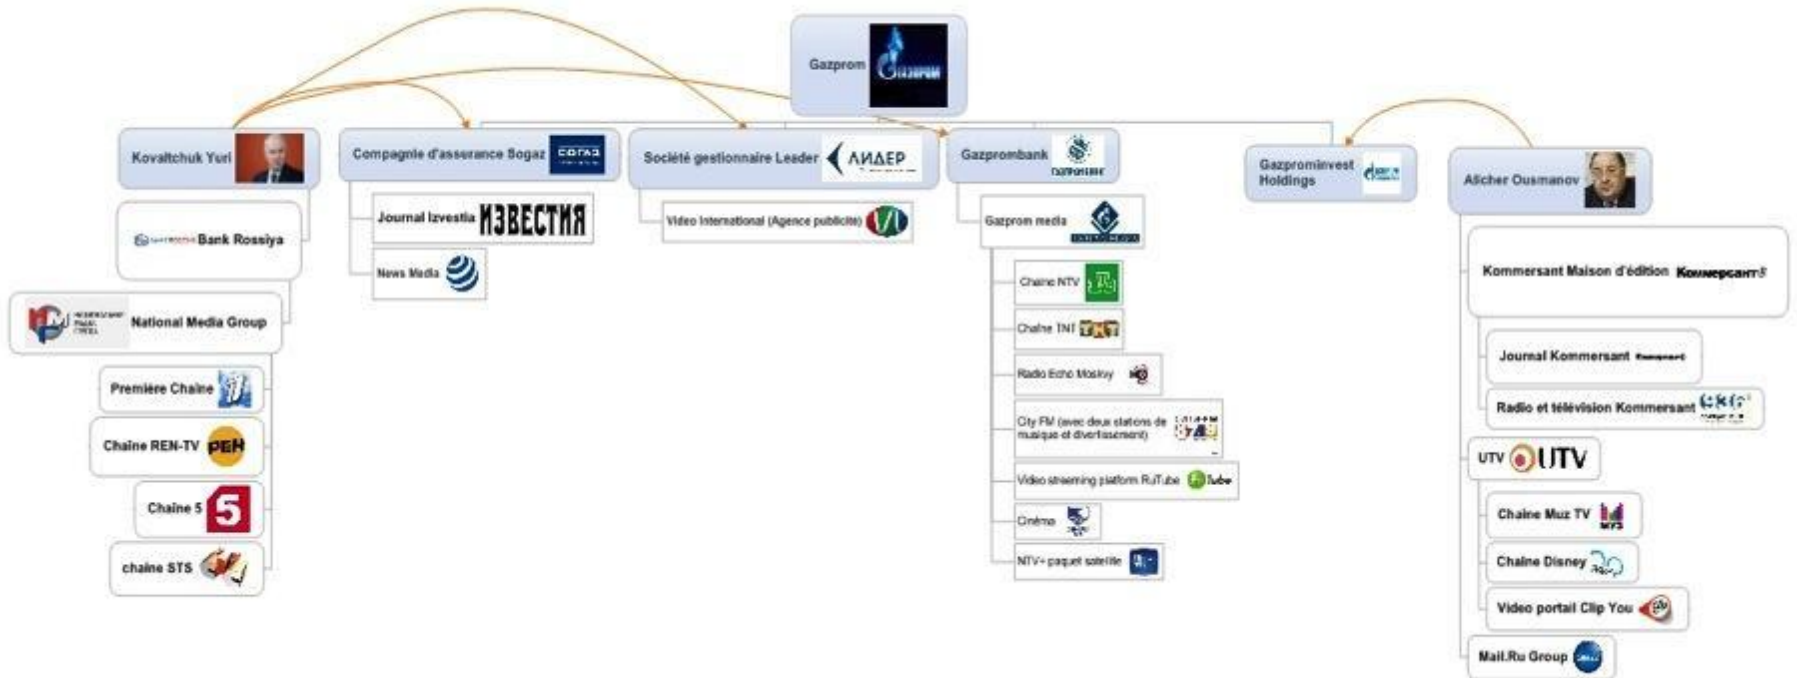 Gazprom
ГАЗПРОМ
Kovaltchuk Yuri
Bank Rossiya
National Media Group
Première Chaîne
Chaîne REN-TV РЕН
Chaîne 5 5
chaîne STS
Compagnie d'assurance Sogaz СОГАЗ
Journal Izvestia ИЗВЕСТИЯ
News Media
Société gestionnaire Leader ЛИДЕР
Video International (Agence publicité) VI
Gazprombank
ГАЗПРОМБАНК
Gazprom media
Chaîne NTV
Chaîne TNT ТНТ
Radio Echo Moskvy
City FM (avec deux stations de
musique et divertissement)
Video streaming platform RuTube
Cinéma
NTV+ paquet satellite
Gazprominvest
Holdings
Alicher Ousmanov
Kommersant Maison d'édition Коммерсантъ
Journal Kommersant
Radio et télévision Kommersant
UTV UTV
Chaîne Muz TV МУЗ
Chaîne Disney
Video portail Clip You
Mail.Ru Group